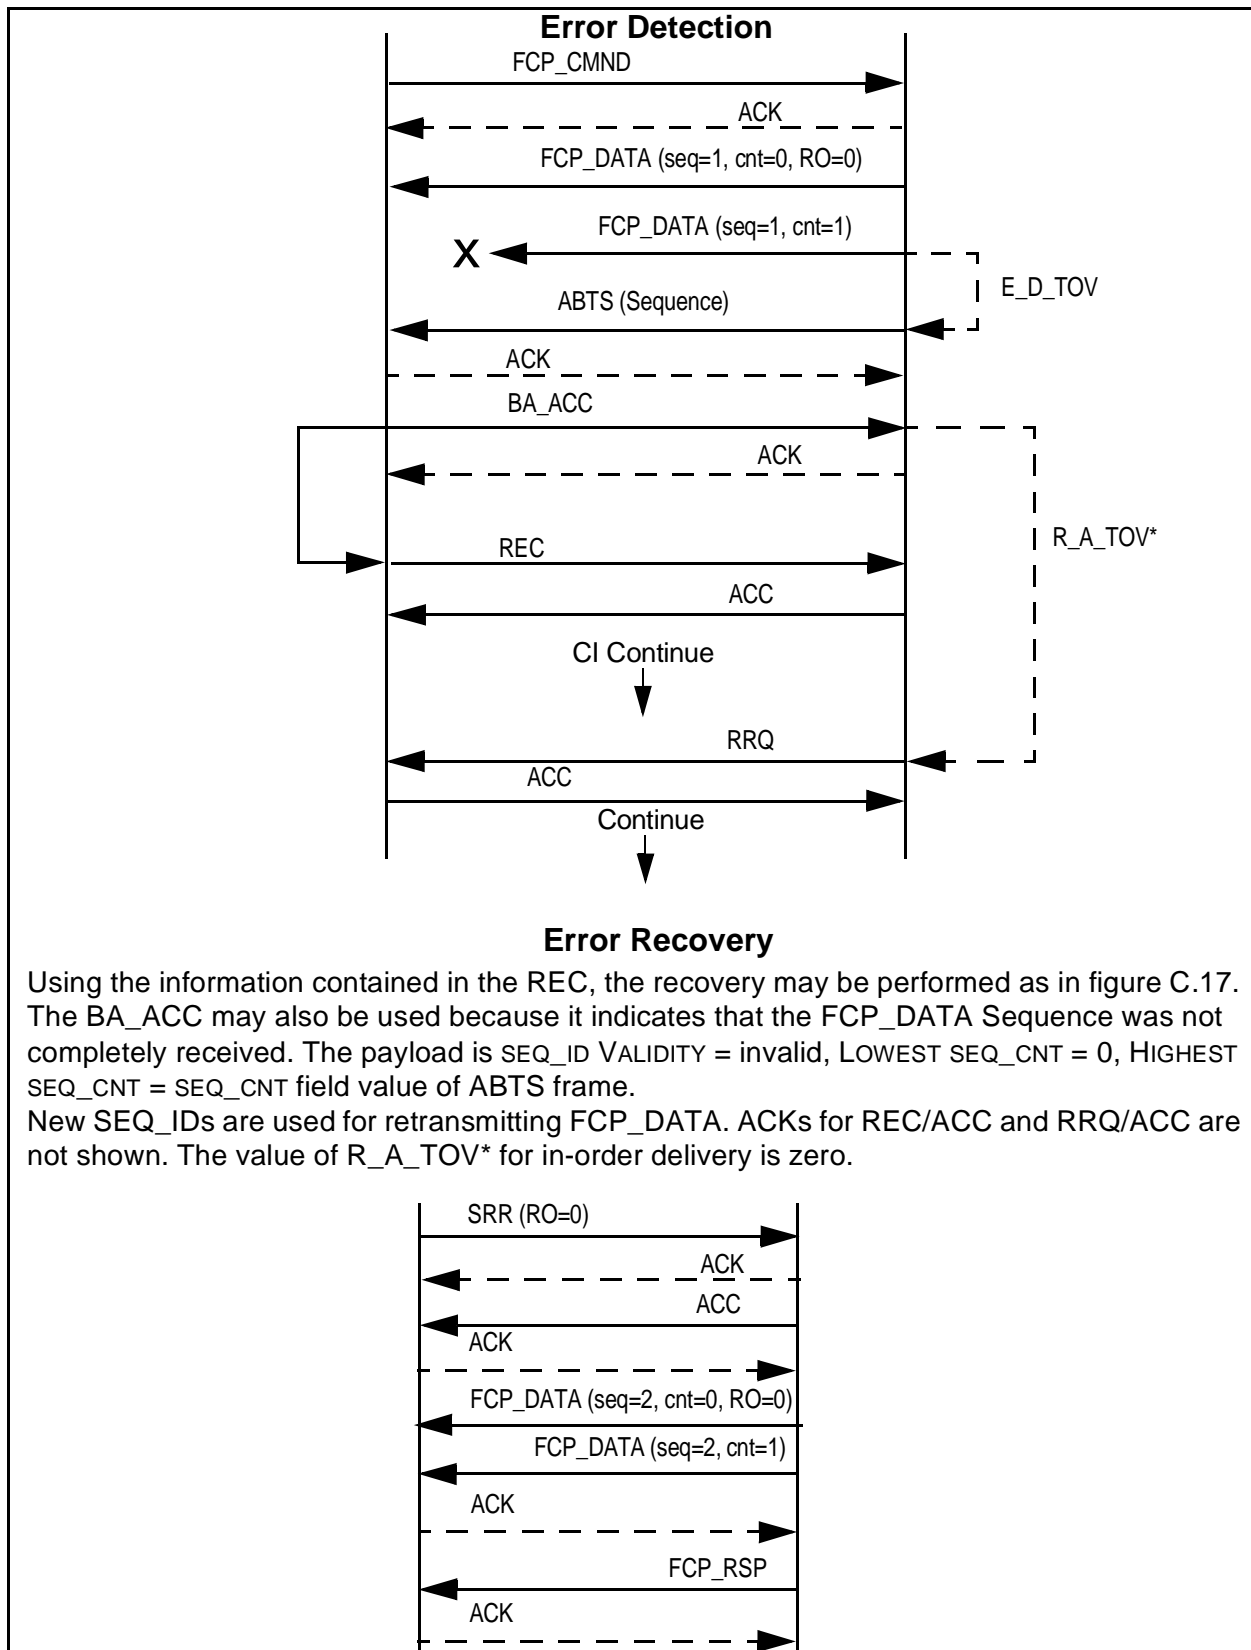 Error Detection
FCP_CMND
ACK
FCP_DATA (seq=1, cnt=0, RO=0)
FCP_DATA (seq=1, cnt=1)
X
E_D_TOV
ABTS (Sequence)
ACK
BA_ACC
ACK
R_A_TOV*
REC
ACC
CI Continue
RRQ
ACC
Continue
Error Recovery
Using the information contained in the REC, the recovery may be performed as in figure C.17.
The BA_ACC may also be used because it indicates that the FCP_DATA Sequence was not
completely received. The payload is SEQ_ID VALIDITY = invalid, LOWEST SEQ_CNT = 0, HIGHEST
SEQ_CNT = SEQ_CNT field value of ABTS frame.
New SEQ_IDs are used for retransmitting FCP_DATA. ACKs for REC/ACC and RRQ/ACC are
not shown. The value of R_A_TOV* for in-order delivery is zero.
SRR (RO=0)
ACK
ACC
ACK
FCP_DATA (seq=2, cnt=0, RO=0)
FCP_DATA (seq=2, cnt=1)
ACK
FCP_RSP
ACK